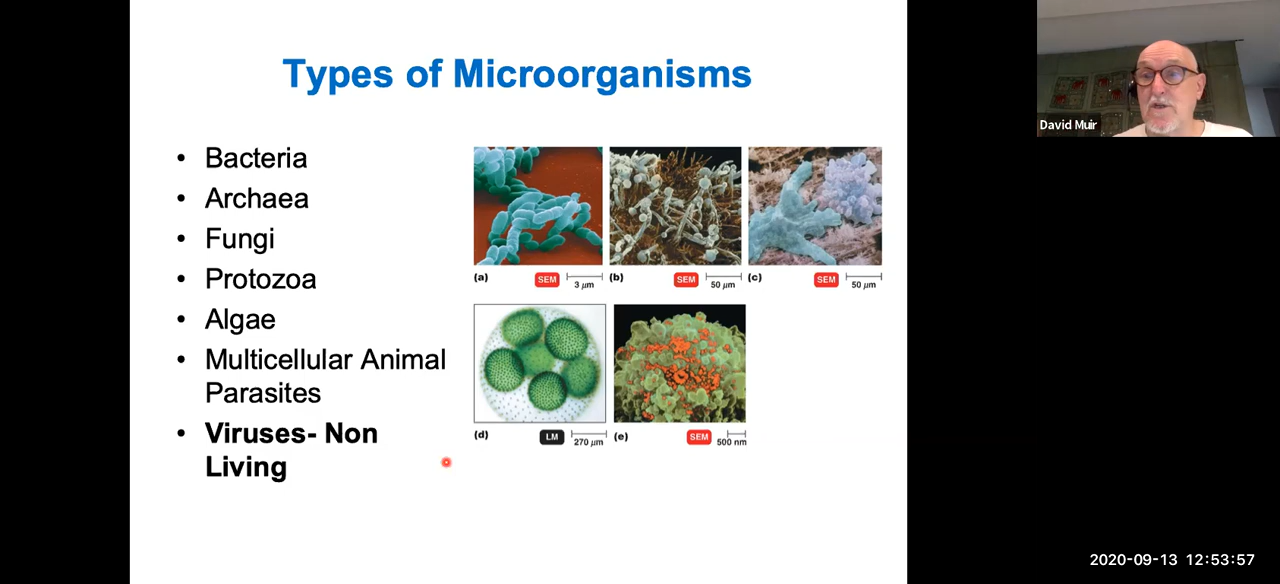 Types of Microorganisms
• Bacteria
• Archaea
• Fungi
• Protozoa
• Algae
• Multicellular Animal
Parasites
• Viruses- Non
Living
(a) SEM 3 μm
(b) SEM 50 μm
(c) SEM 50 μm
(d) LM 270 μm
(e) SEM 500 nm
David Muir
2020-09-13 12:53:57